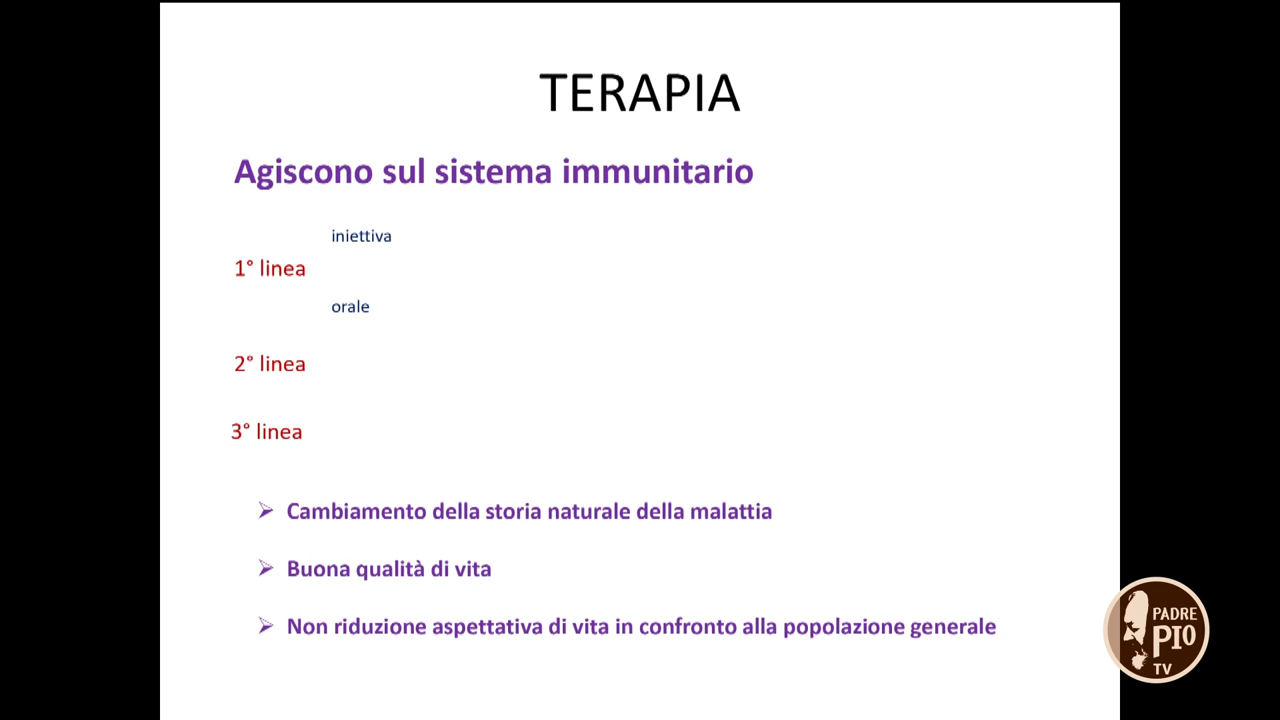 TERAPIA
Agiscono sul sistema immunitario
iniettiva
1° linea
orale
2° linea
3° linea
Cambiamento della storia naturale della malattia
Buona qualità di vita
Non riduzione aspettativa di vita in confronto alla popolazione generale
PADRE
PIO
TV